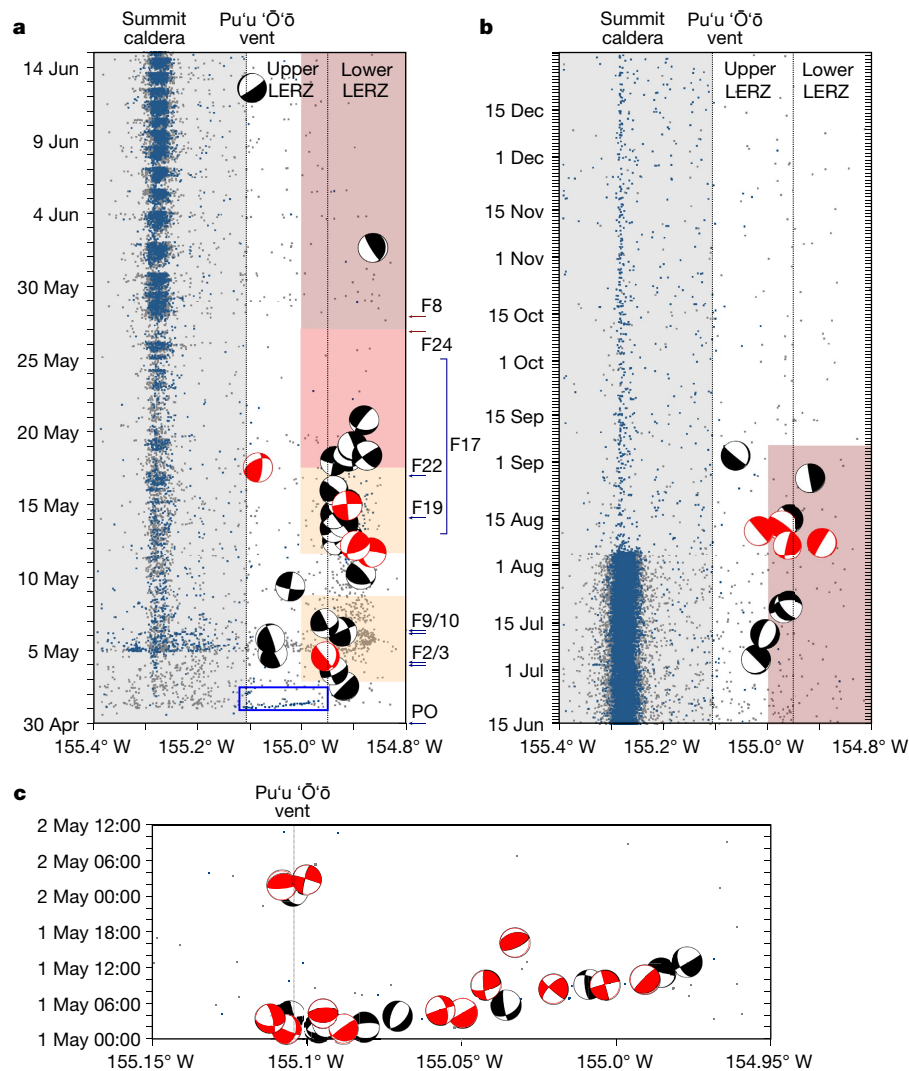 a
Summit
caldera
Pu‘u ‘Ō‘ō
vent
Upper
LERZ
Lower
LERZ
14 Jun
9 Jun
4 Jun
30 May
25 May
20 May
15 May
10 May
5 May
30 Apr
155.4° W
155.2° W
155.0° W
154.8° W
F8
F24
F17
F22
F19
F9/10
F2/3
PO
b
Summit
caldera
Pu‘u ‘Ō‘ō
vent
Upper
LERZ
Lower
LERZ
15 Dec
1 Dec
15 Nov
1 Nov
15 Oct
1 Oct
15 Sep
1 Sep
15 Aug
1 Aug
15 Jul
1 Jul
15 Jun
155.4° W
155.2° W
155.0° W
154.8° W
c
Pu‘u ‘Ō‘ō
vent
2 May 12:00
2 May 06:00
2 May 00:00
1 May 18:00
1 May 12:00
1 May 06:00
1 May 00:00
155.15° W
155.1° W
155.05° W
155.0° W
154.95° W